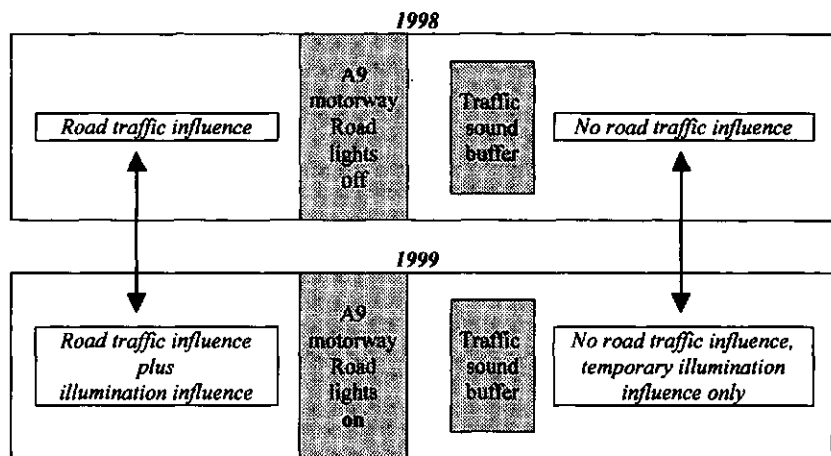 1998
Road traffic influence
A9
motorway
Road
lights
off
Traffic
sound
buffer
No road traffic influence
1999
Road traffic influence
plus
illumination influence
A9
motorway
Road
lights
on
Traffic
sound
buffer
No road traffic influence,
temporary illumination
influence only